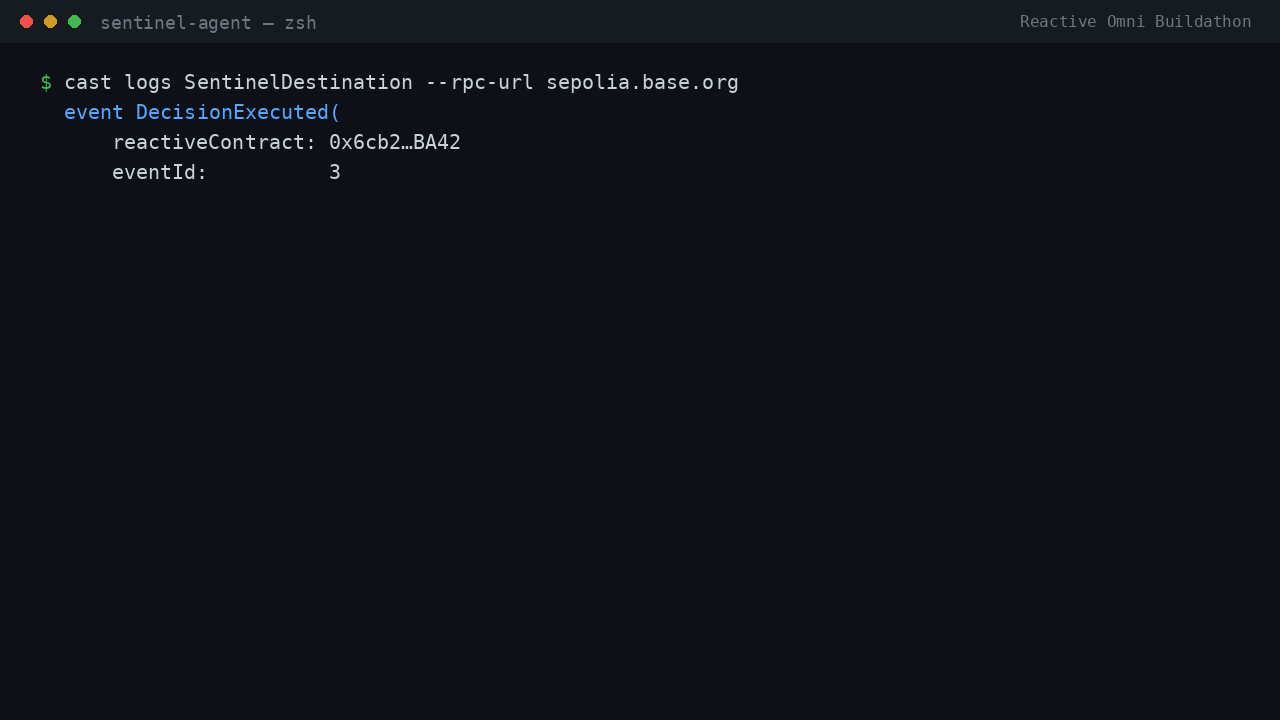 sentinel-agent — zsh
Reactive Omni Buildathon
$ cast logs SentinelDestination --rpc-url sepolia.base.org
event DecisionExecuted(
reactiveContract: 0x6cb2…BA42
eventId: 3